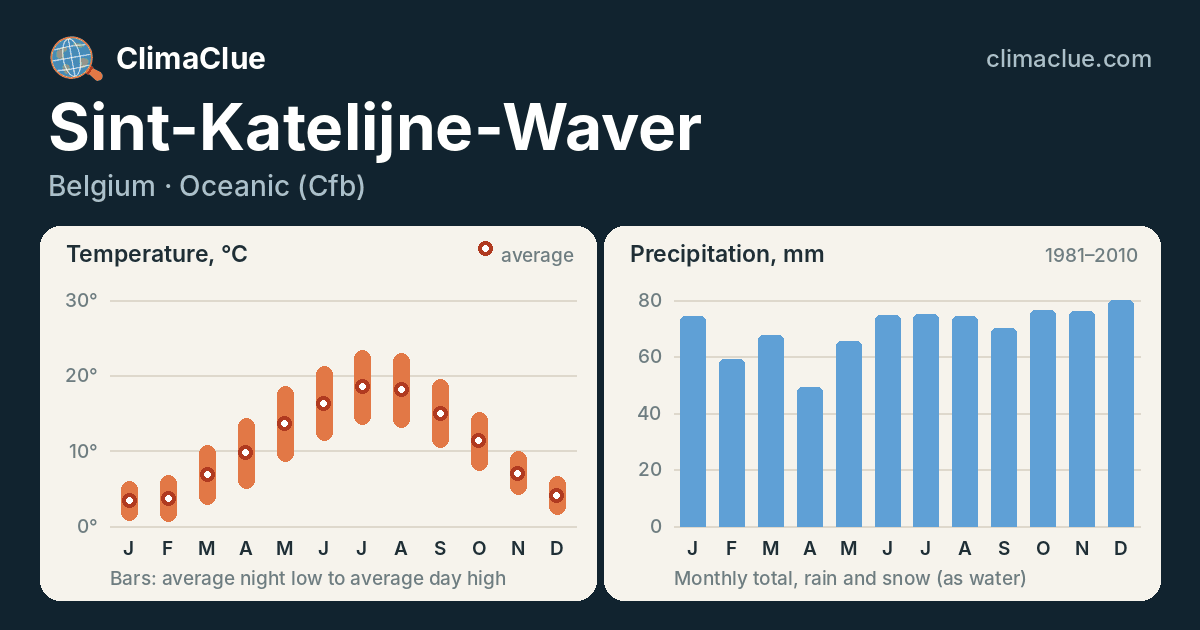 ClimaClue
climaclue.com
Sint-Katelijne-Waver
Belgium · Oceanic (Cfb)
Temperature, °C
average
30°
20°
10°
0°
J F M A M J J A S O N D
Bars: average night low to average day high
Precipitation, mm
1981–2010
80
60
40
20
0
J F M A M J J A S O N D
Monthly total, rain and snow (as water)